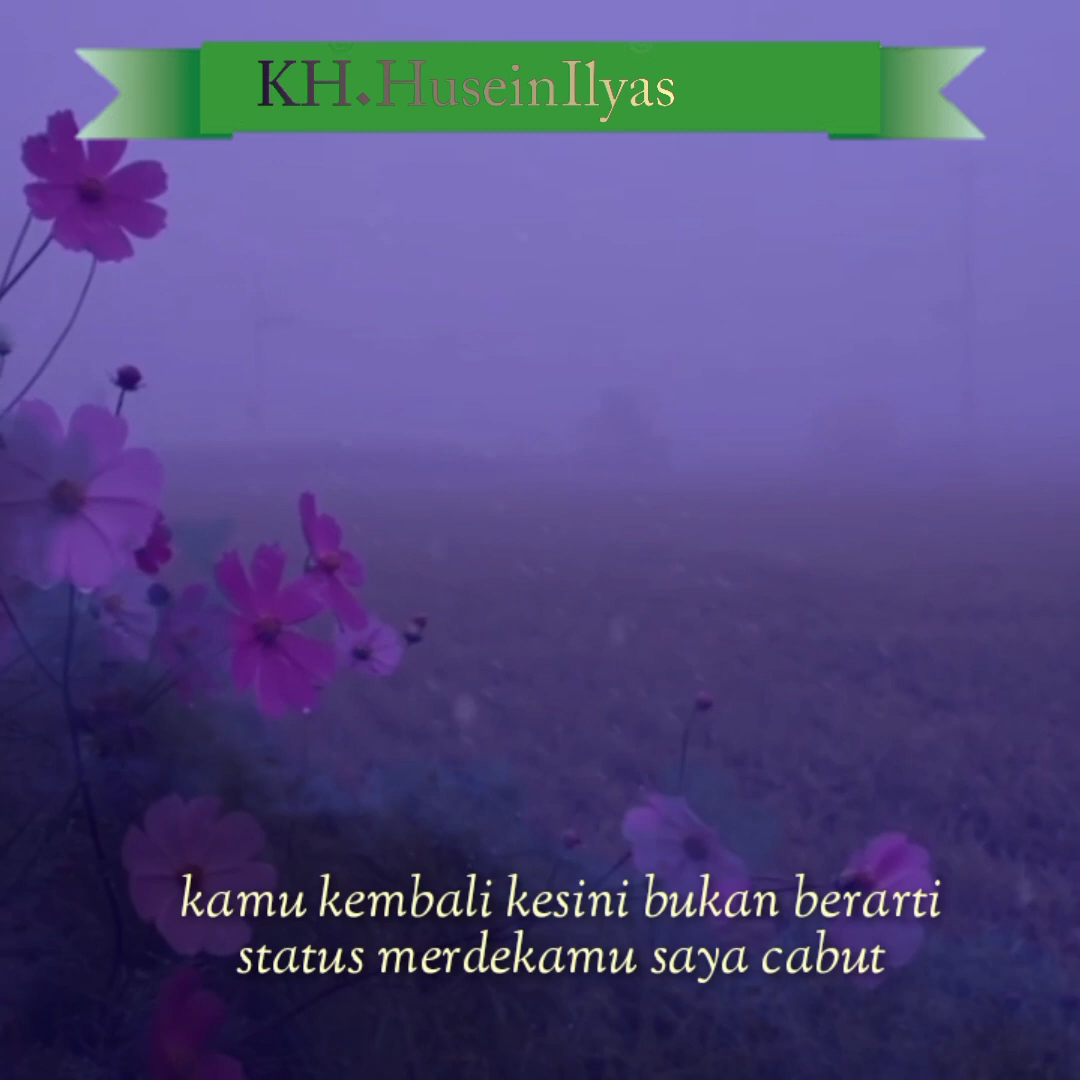 KH.HuseinIlyas
kamu kembali kesini bukan berarti
status merdekamu saya cabut